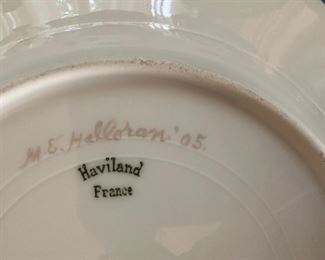 M E. Halloran '05.
Haviland
France